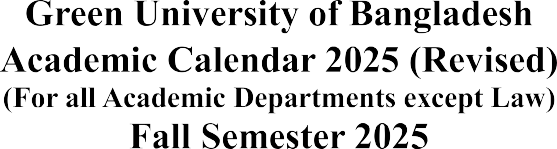 Green University of Bangladesh
Academic Calendar 2025 (Revised)
(For all Academic Departments except Law)
Fall Semester 2025